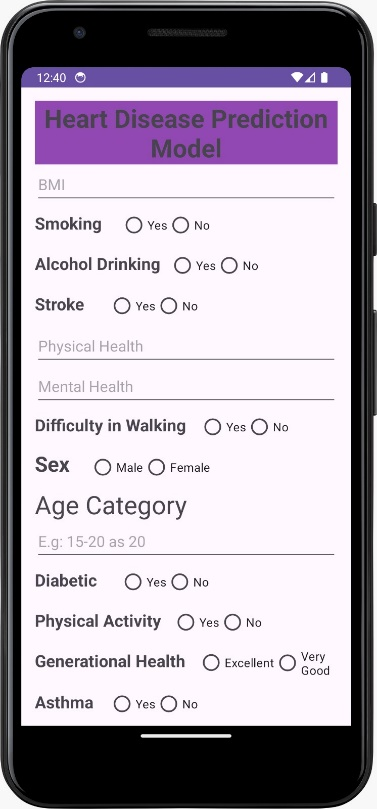 12:40
Heart Disease Prediction
Model
BMI
Smoking Yes No
Alcohol Drinking Yes No
Stroke Yes No
Physical Health
Mental Health
Difficulty in Walking Yes No
Sex Male Female
Age Category
E.g: 15-20 as 20
Diabetic Yes No
Physical Activity Yes No
Generational Health Excellent Very
Good
Asthma Yes No